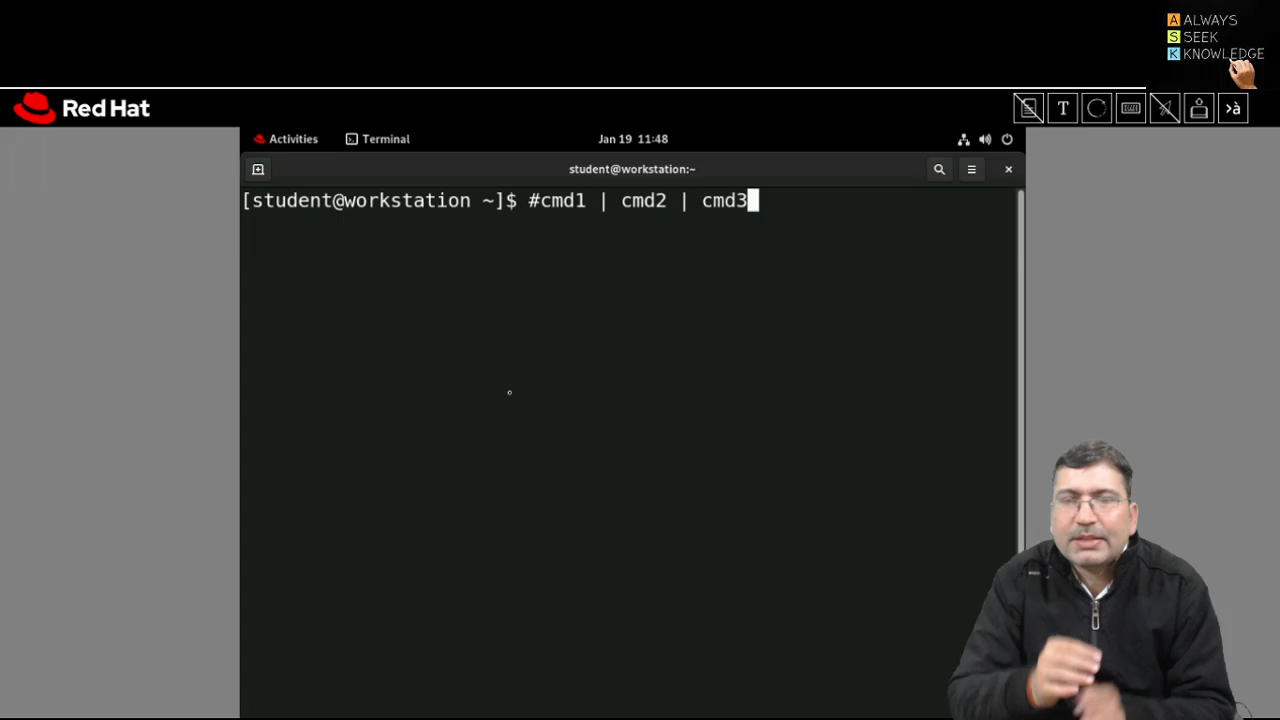 A ALWAYS
S SEEK
K KNOWLEDGE
Red Hat
T
›à
Activities Terminal Jan 19 11:48
student@workstation:~
[student@workstation ~]$ #cmd1 | cmd2 | cmd3